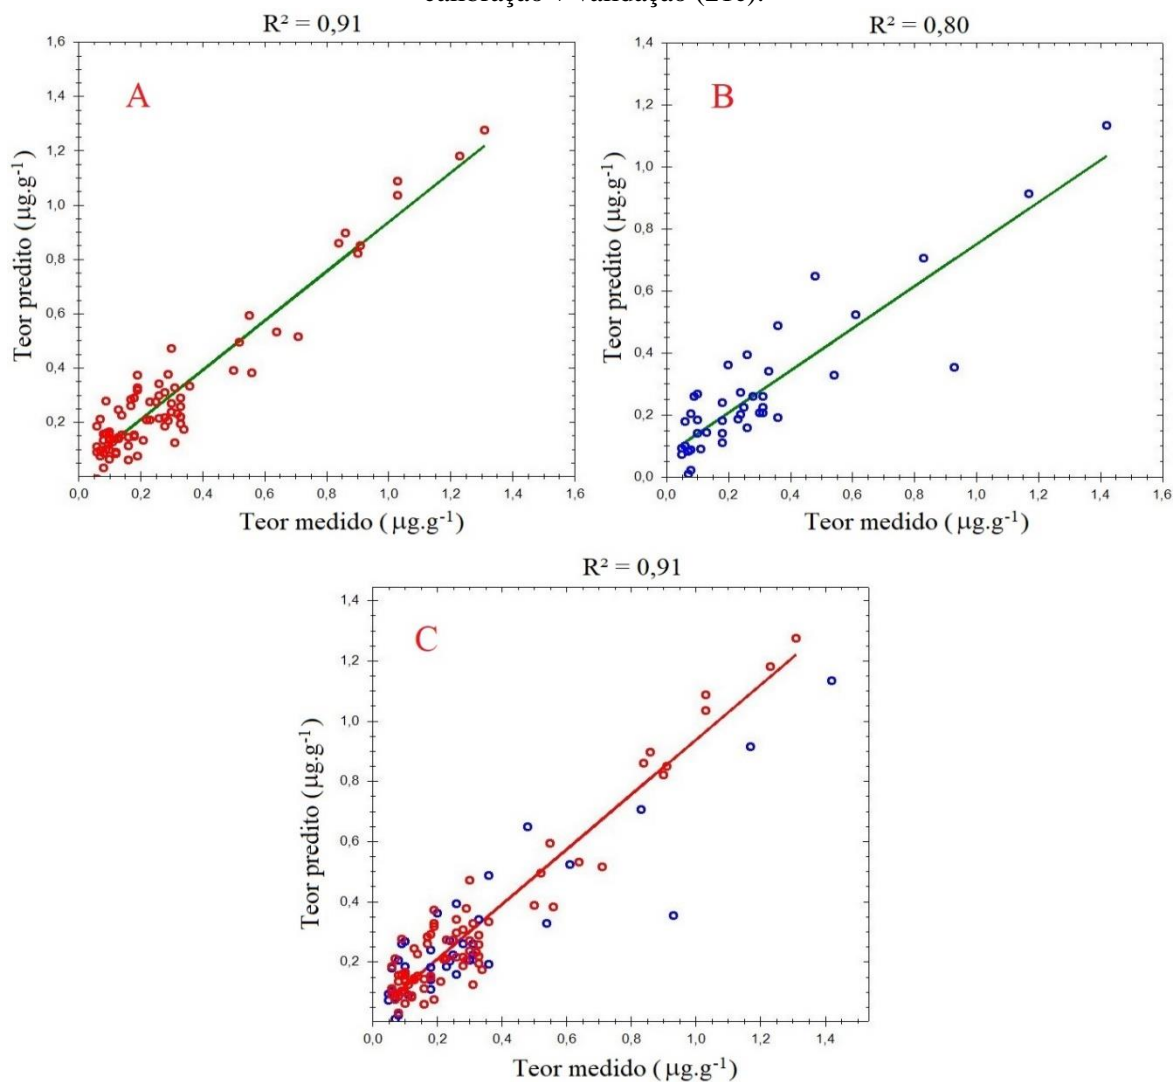 calibração validação
R² = 0,91
A
1,6
1,4
1,2
1,0
0,8
0,6
0,4
0,2
Teor predito (µg.g-1)
0,0 0,2 0,4 0,6 0,8 1,0 1,2 1,4 1,6
Teor medido ( µg.g-1)
R² = 0,80
B
1,4
1,2
1,0
0,8
0,6
0,4
0,2
0,0
Teor predito (µg.g-1)
0,0 0,2 0,4 0,6 0,8 1,0 1,2 1,4 1,6
Teor medido ( µg.g-1)
R² = 0,91
C
1,4
1,2
1,0
0,8
0,6
0,4
0,2
Teor predito (µg.g-1)
0,0 0,2 0,4 0,6 0,8 1,0 1,2 1,4
Teor medido ( µg.g-1)